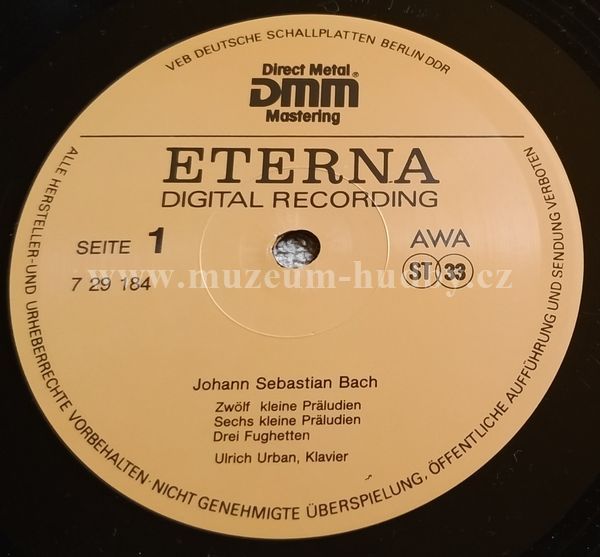 VEB DEUTSCHE SCHALLPLATTEN BERLIN DDR
Direct Metal
DMM®
Mastering
ETERNA
DIGITAL RECORDING
SEITE 1
7 29 184
AWA
ST 33
www.muzeum-hudby.cz
Johann Sebastian Bach
Zwölf kleine Präludien
Sechs kleine Präludien
Drei Fughetten
Ulrich Urban, Klavier
ALLE HERSTELLER-UND URHEBERRECHTE VORBEHALTEN·NICHT GENEHMIGTE ÜBERSPIELUNG, ÖFFENTLICHE AUFFÜHRUNG UND SENDUNG VERBOTEN